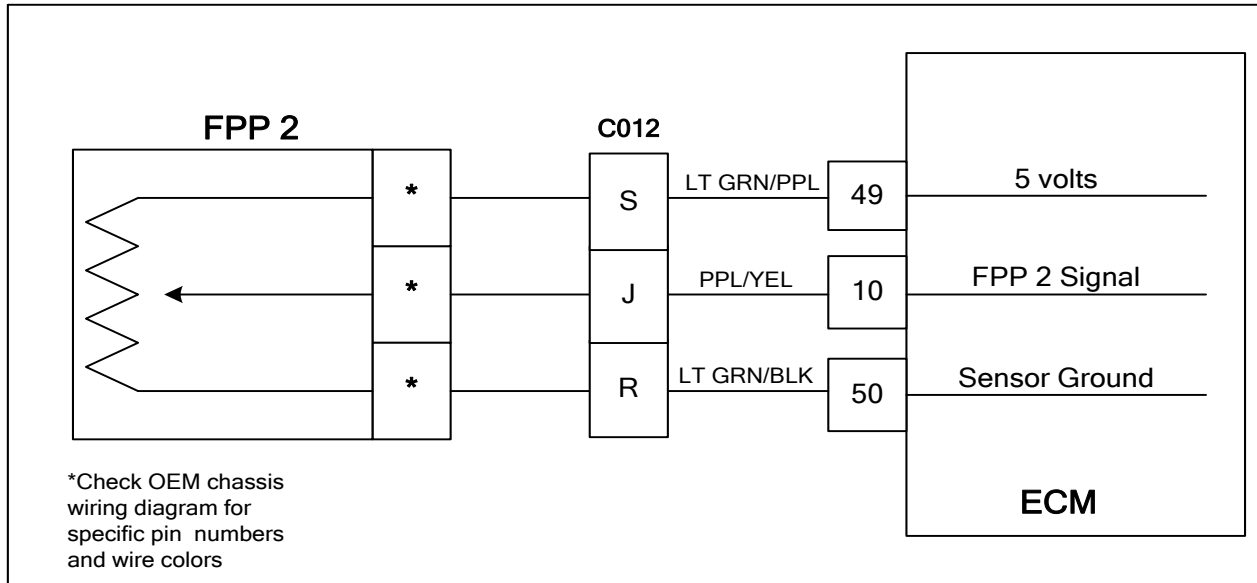 FPP 2
C012
*
S
LT GRN/PPL
49
5 volts
*
J
PPL/YEL
10
FPP 2 Signal
*
R
LT GRN/BLK
50
Sensor Ground
*Check OEM chassis
wiring diagram for
specific pin numbers
and wire colors
ECM